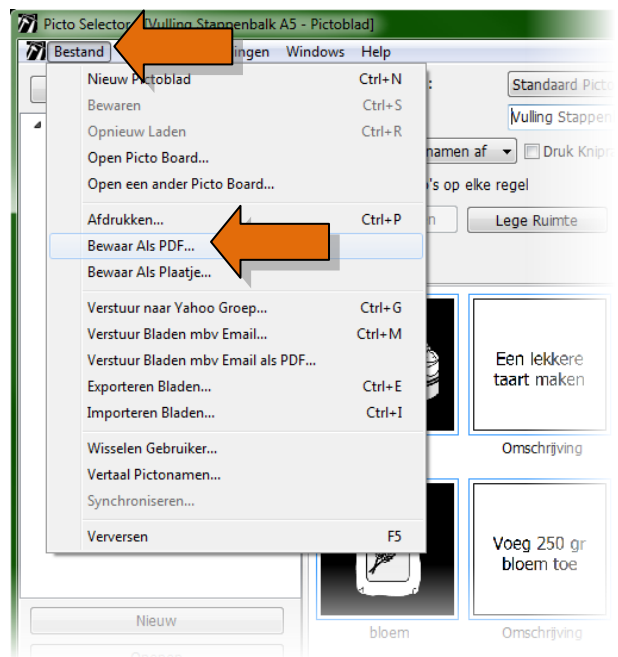 Picto Selector - [Vulling Stappenbalk A5 - Pictoblad]
Bestand ingen Windows Help
Nieuw Pictoblad Ctrl+N
Bewaren Ctrl+S
Opnieuw Laden Ctrl+R
Open Picto Board...
Open een ander Picto Board...
Afdrukken... Ctrl+P
Bewaar Als PDF...
Bewaar Als Plaatje...
Verstuur naar Yahoo Groep... Ctrl+G
Verstuur Bladen mbv Email... Ctrl+M
Verstuur Bladen mbv Email als PDF...
Exporteren Bladen... Ctrl+E
Importeren Bladen... Ctrl+I
Wisselen Gebruiker...
Vertaal Pictonamen...
Synchroniseren...
Verversen F5
: Standaard Picto
Vulling Stappen
namen af Druk Knipra
's op elke regel
n Lege Ruimte
Een lekkere
taart maken
Omschrijving
Voeg 250 gr
bloem toe
bloem Omschrijving
Nieuw